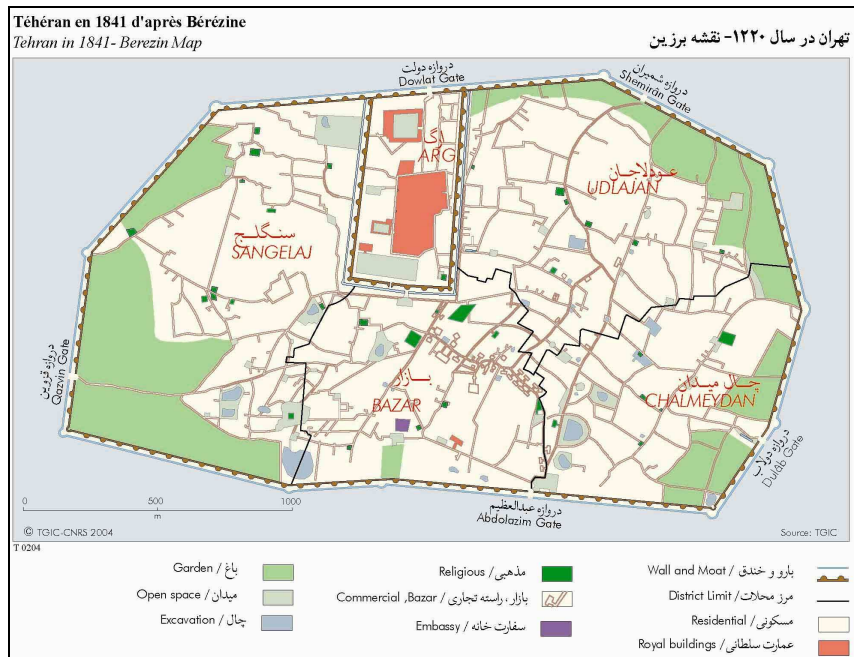 Téhéran en 1841 d'après Bérézine
Tehran in 1841- Berezin Map
تهران در سال ۱۲۲۰- نقشه برزین
دروازه دولت
Dowlat Gate
دروازه شمیران
Shemirân Gate
ارگ
ARG
عودلاجان
UDLAJAN
سنگلج
SANGELAJ
دروازه قزوین
Qazvin Gate
بازار
BAZAR
چال میدان
CHALMEYDAN
دروازه دولاب
Dulâb Gate
دروازه عبدالعظیم
Abdolazim Gate
0 500 1000
m
© TGIC-CNRS 2004
Source: TGIC
T 0204
Garden / باغ
Open space / میدان
Excavation / چال
Religious / مذهبی
Commercial ,Bazar / بازار، راسته تجاری
Embassy / سفارت خانه
Wall and Moat / بارو و خندق
District Limit / مرز محلات
Residential / مسکونی
Royal buildings / عمارت سلطانی